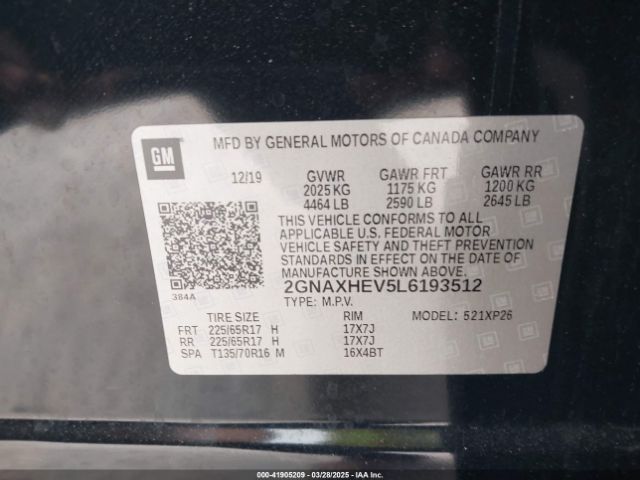 GM
MFD BY GENERAL MOTORS OF CANADA COMPANY
12/19 GVWR GAWR FRT GAWR RR
2025 KG 1175 KG 1200 KG
4464 LB 2590 LB 2645 LB
THIS VEHICLE CONFORMS TO ALL
APPLICABLE U.S. FEDERAL MOTOR
VEHICLE SAFETY AND THEFT PREVENTION
STANDARDS IN EFFECT ON THE DATE OF
MANUFACTURE SHOWN ABOVE.
384A
2GNAXHEV5L6193512
TYPE: M.P.V.
TIRE SIZE RIM MODEL: 521XP26
FRT 225/65R17 H 17X7J
RR 225/65R17 H 17X7J
SPA T135/70R16 M 16X4BT
000-41905209 - 03/28/2025 - IAAI.COM